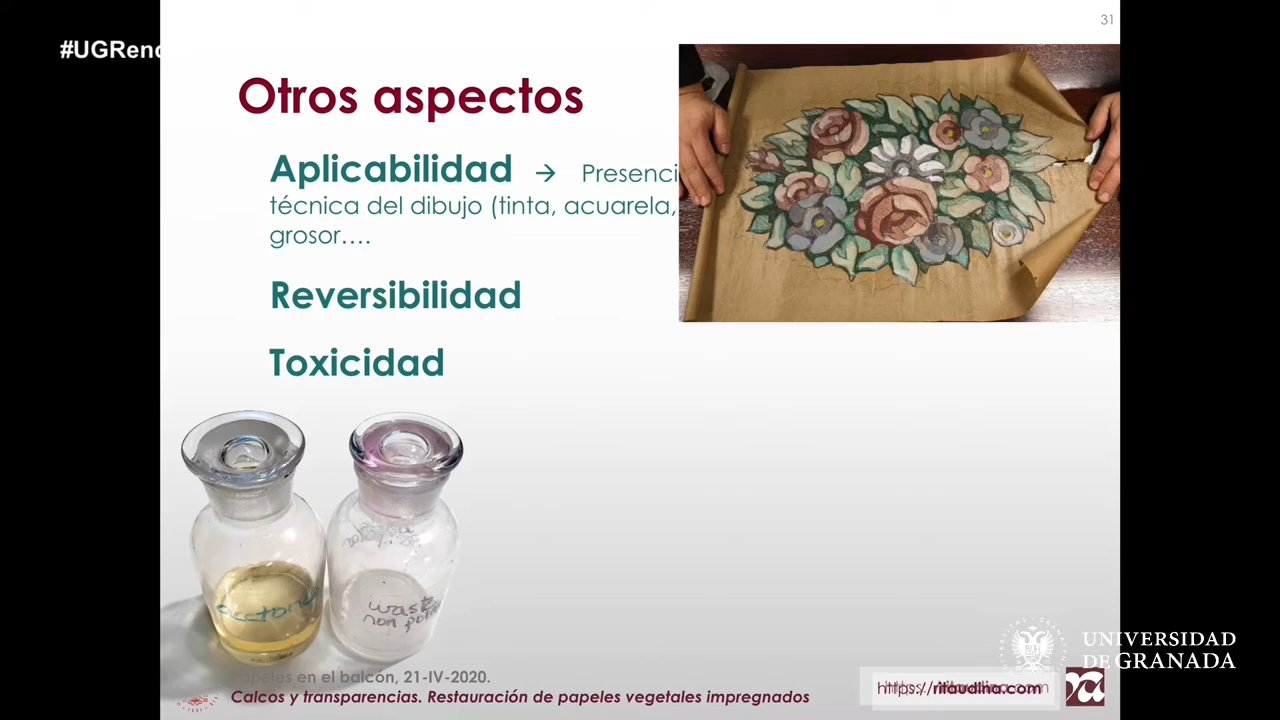 31
#UGRenc
Otros aspectos
Aplicabilidad → Presenci
técnica del dibujo (tinta, acuarela,
grosor….
Reversibilidad
Toxicidad
acetona
waste
non
Papeles en el balcón, 21-IV-2020.
Calcos y transparencias. Restauración de papeles vegetales impregnados
https://ritaudina.com
UNIVERSIDAD
DE GRANADA